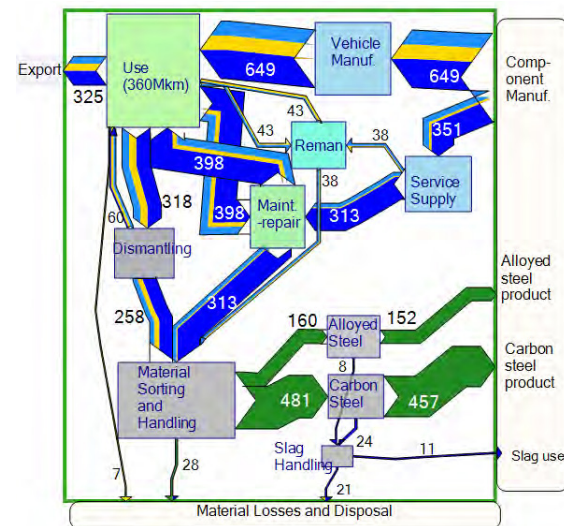 Use
(360Mkm)
649
Vehicle
Manuf.
649
Comp-
onent
Manuf.
Export
325
43
43
Reman
38
351
398
38
318
398
Maint.
-repair
313
Service
Supply
60
Dismantling
258
313
Alloyed
steel
product
160
Alloyed
Steel
152
Material
Sorting
and
Handling
8
Carbon
steel
product
481
Carbon
Steel
457
24
Slag
Handling
11
Slag use
7
28
21
Material Losses and Disposal